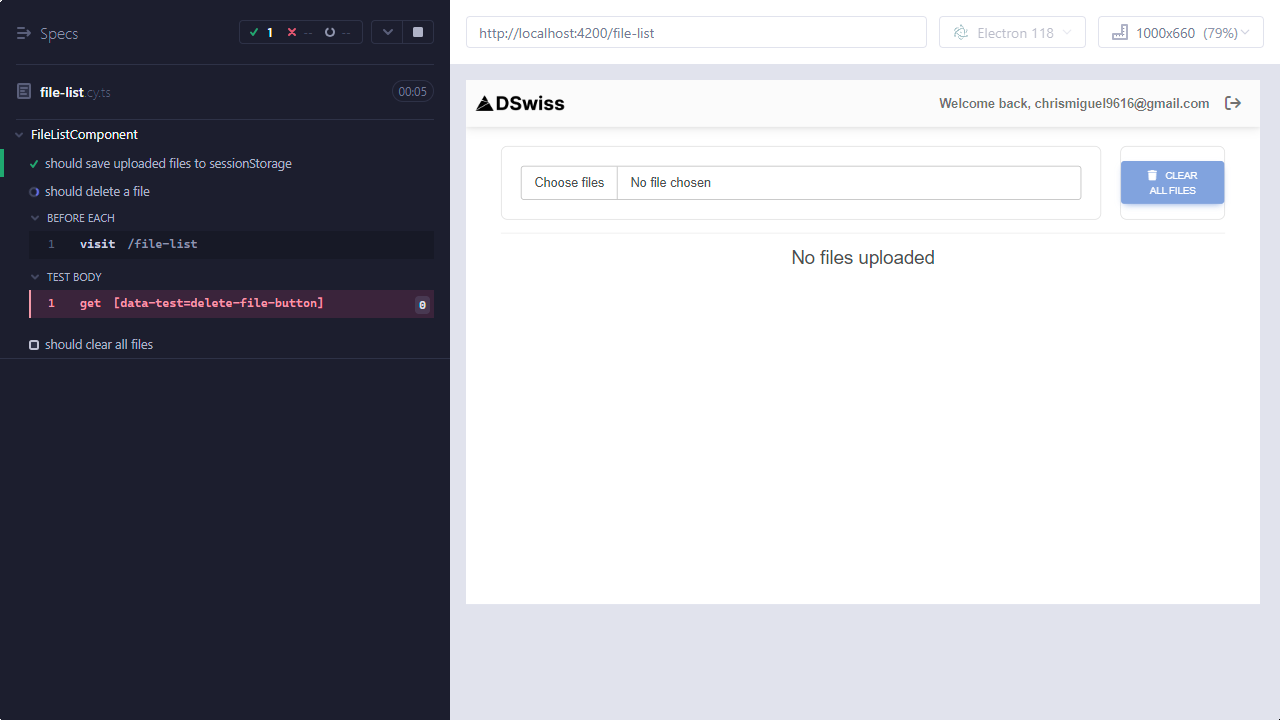 Specs
1
--
--
file-list.cy.ts
00:05
FileListComponent
should save uploaded files to sessionStorage
should delete a file
BEFORE EACH
1 visit /file-list
TEST BODY
1 get [data-test=delete-file-button] 0
should clear all files
http://localhost:4200/file-list
Electron 118
1000x660 (79%)
DSwiss
Welcome back, chrismiguel9616@gmail.com
Choose files
No file chosen
CLEAR
ALL FILES
No files uploaded